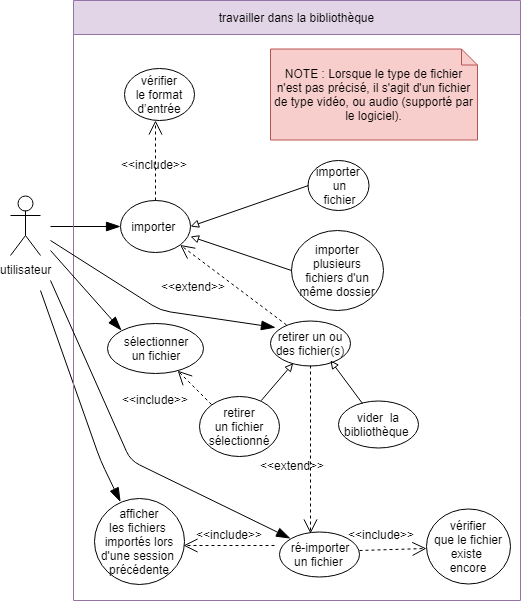 travailler dans la bibliothèque
NOTE : Lorsque le type de fichier
n'est pas précisé, il s'agit d'un fichier
de type vidéo, ou audio (supporté par
le logiciel).
vérifier
le format
d'entrée
<<include>>
importer
un
fichier
importer
importer
plusieurs
fichiers d'un
même dossier
utilisateur
<<extend>>
sélectionner
un fichier
retirer un ou
des fichier(s)
<<include>>
retirer
un fichier
sélectionné
vider la
bibliothèque
<<extend>>
afficher
les fichiers
importés lors
d'une session
précédente
<<include>>
ré-importer
un fichier
<<include>>
vérifier
que le fichier
existe
encore